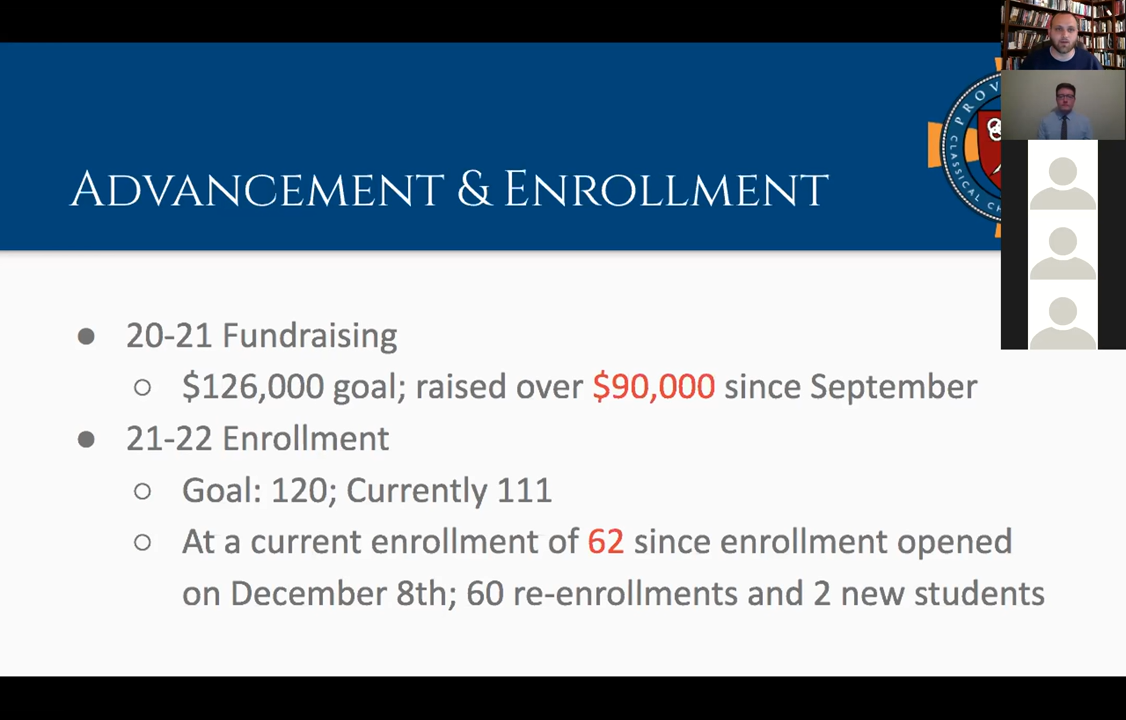 ADVANCEMENT & ENROLLMENT
● 20-21 Fundraising
○ $126,000 goal; raised over $90,000 since September
● 21-22 Enrollment
○ Goal: 120; Currently 111
○ At a current enrollment of 62 since enrollment opened
on December 8th; 60 re-enrollments and 2 new students